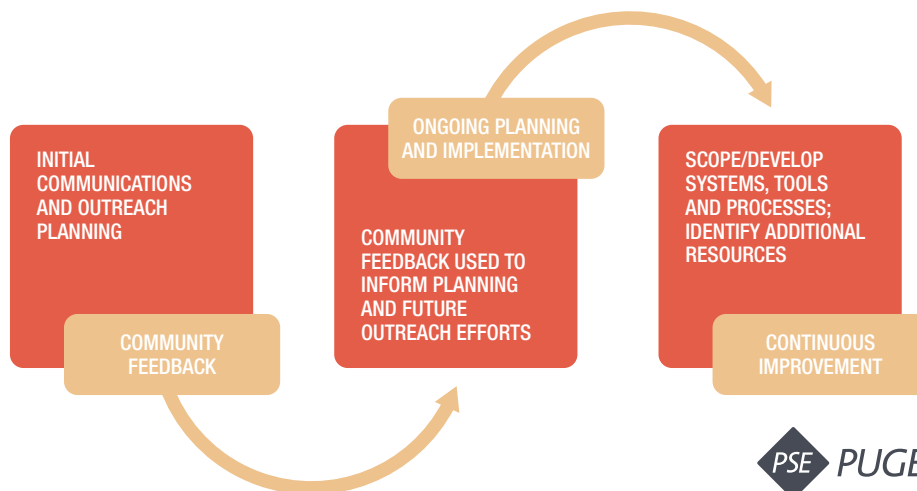 INITIAL
COMMUNICATIONS
AND OUTREACH
PLANNING
COMMUNITY
FEEDBACK
ONGOING PLANNING
AND IMPLEMENTATION
COMMUNITY
FEEDBACK USED TO
INFORM PLANNING
AND FUTURE
OUTREACH EFFORTS
SCOPE/DEVELOP
SYSTEMS, TOOLS
AND PROCESSES;
IDENTIFY ADDITIONAL
RESOURCES
CONTINUOUS
IMPROVEMENT
PSE PUGE